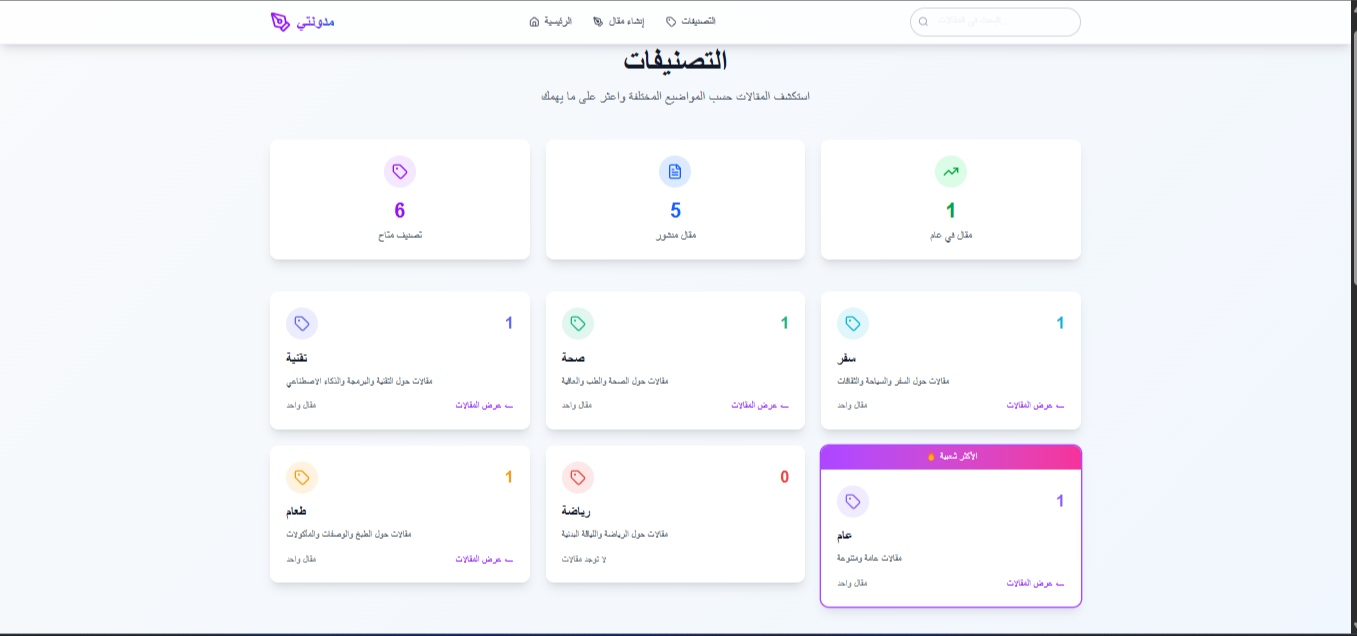 مدونتي
الرئيسية
إنشاء مقال
التصنيفات
البحث في المقالات...
التصنيفات
استكشف المقالات حسب المواضيع المختلفة واعثر على ما يهمك
6
تصنيف متاح
5
مقال منشور
1
مقال في عام
1
تقنية
مقالات حول التقنية والبرمجة والذكاء الاصطناعي
مقال واحد
عرض المقالات ←
1
صحة
مقالات حول الصحة والطب والعافية
مقال واحد
عرض المقالات ←
1
سفر
مقالات حول السفر والسياحة والثقافات
مقال واحد
عرض المقالات ←
1
طعام
مقالات حول الطبخ والوصفات والمأكولات
مقال واحد
عرض المقالات ←
0
رياضة
مقالات حول الرياضة واللياقة البدنية
لا توجد مقالات
الأكثر شعبية 🔥
1
عام
مقالات عامة ومتنوعة
مقال واحد
عرض المقالات ←